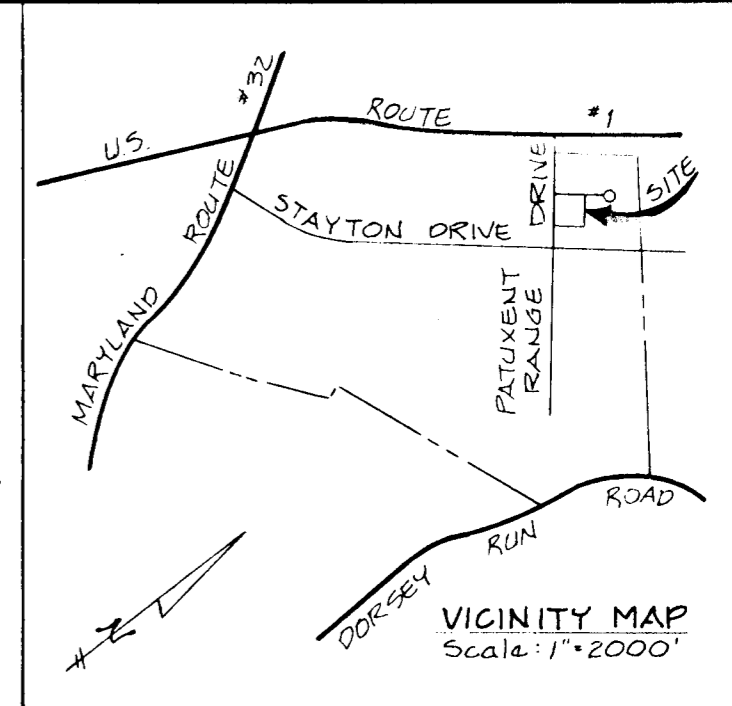 U.S. ROUTE #1
MARYLAND ROUTE #32
STAYTON DRIVE
PATUXENT RANGE DRIVE
SITE
DORSEY RUN ROAD
N
VICINITY MAP
Scale: 1"=2000'